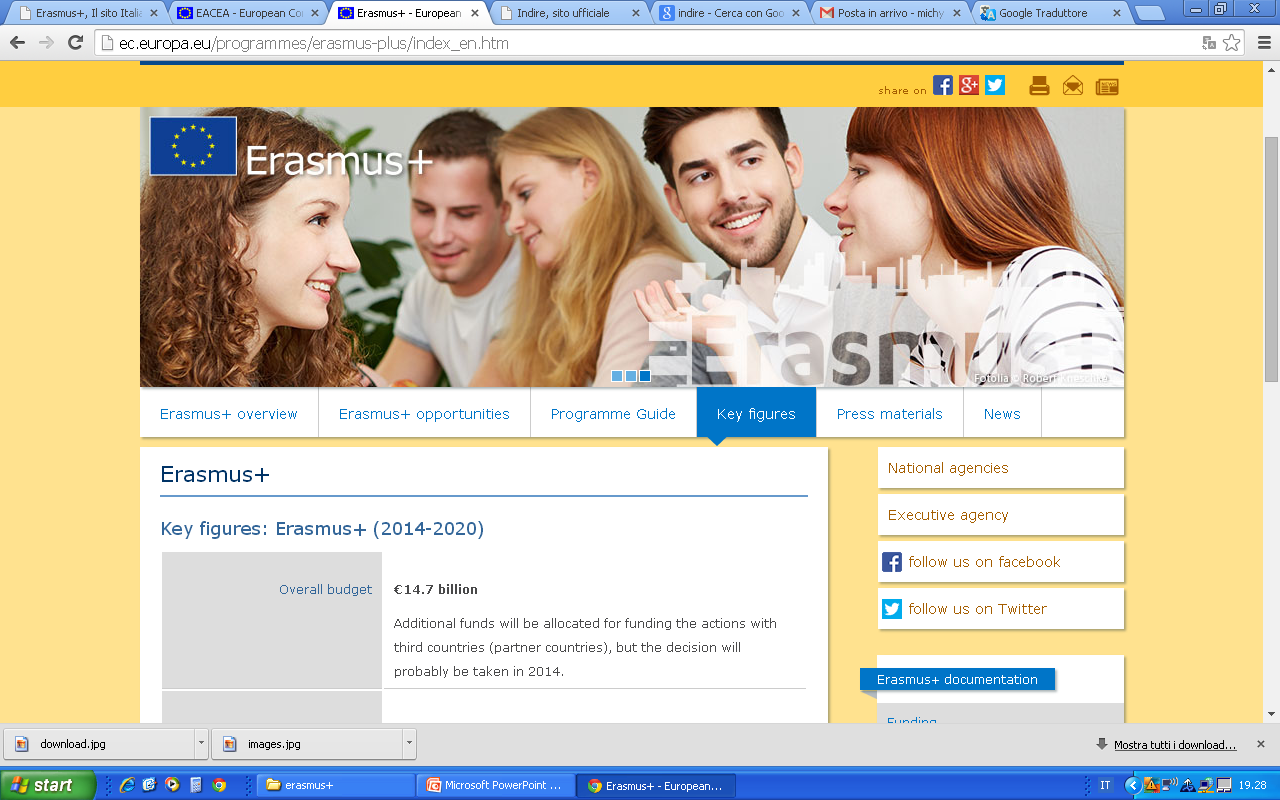 Erasmus+, Il sito Itali
EACEA - European Co
Erasmus+ - European
Indire, sito ufficiale
indire - Cerca con Goo
Posta in arrivo - michy
Google Traduttore
ec.europa.eu/programmes/erasmus-plus/index_en.htm
share on
Erasmus+
Erasmus
Erasmus+ overview
Erasmus+ opportunities
Programme Guide
Key figures
Press materials
News
Erasmus+
Key figures: Erasmus+ (2014-2020)
Overall budget
€14.7 billion
Additional funds will be allocated for funding the actions with
third countries (partner countries), but the decision will
probably be taken in 2014.
National agencies
Executive agency
follow us on facebook
follow us on Twitter
Erasmus+ documentation
Funding
download.jpg
images.jpg
Mostra tutti i download...
start
erasmus+
Microsoft PowerPoint ...
Erasmus+ - European...
IT
19.28